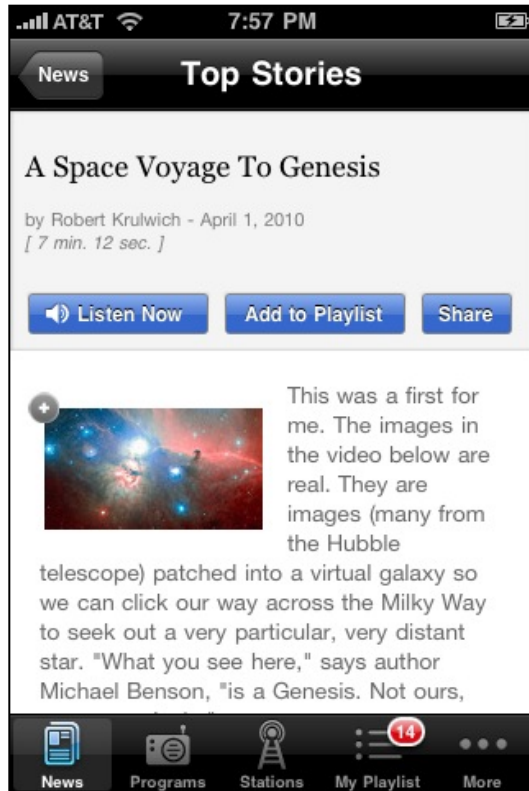 AT&T 7:57 PM
News Top Stories
A Space Voyage To Genesis
by Robert Krulwich - April 1, 2010
[ 7 min. 12 sec. ]
Listen Now Add to Playlist Share
This was a first for
me. The images in
the video below are
real. They are
images (many from
the Hubble
telescope) patched into a virtual galaxy so
we can click our way across the Milky Way
to seek out a very particular, very distant
star. "What you see here," says author
Michael Benson, "is a Genesis. Not ours,
14
News Programs Stations My Playlist More